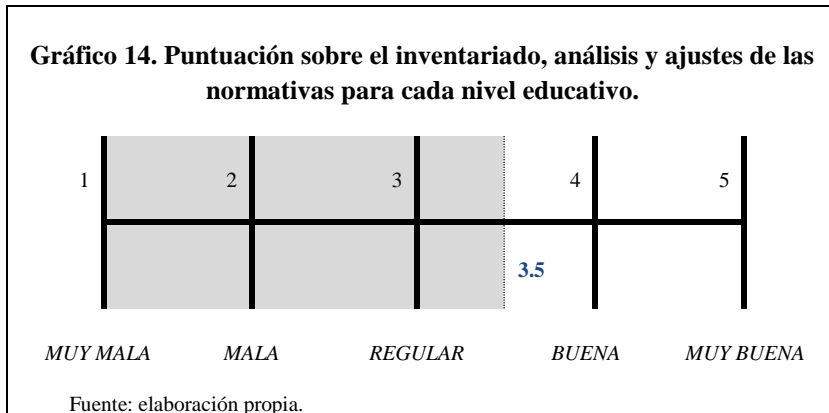 Gráfico 14. Puntuación sobre el inventariado, análisis y ajustes de las
normativas para cada nivel educativo.
1 2 3 4 5
3.5
MUY MALA MALA REGULAR BUENA MUY BUENA
Fuente: elaboración propia.